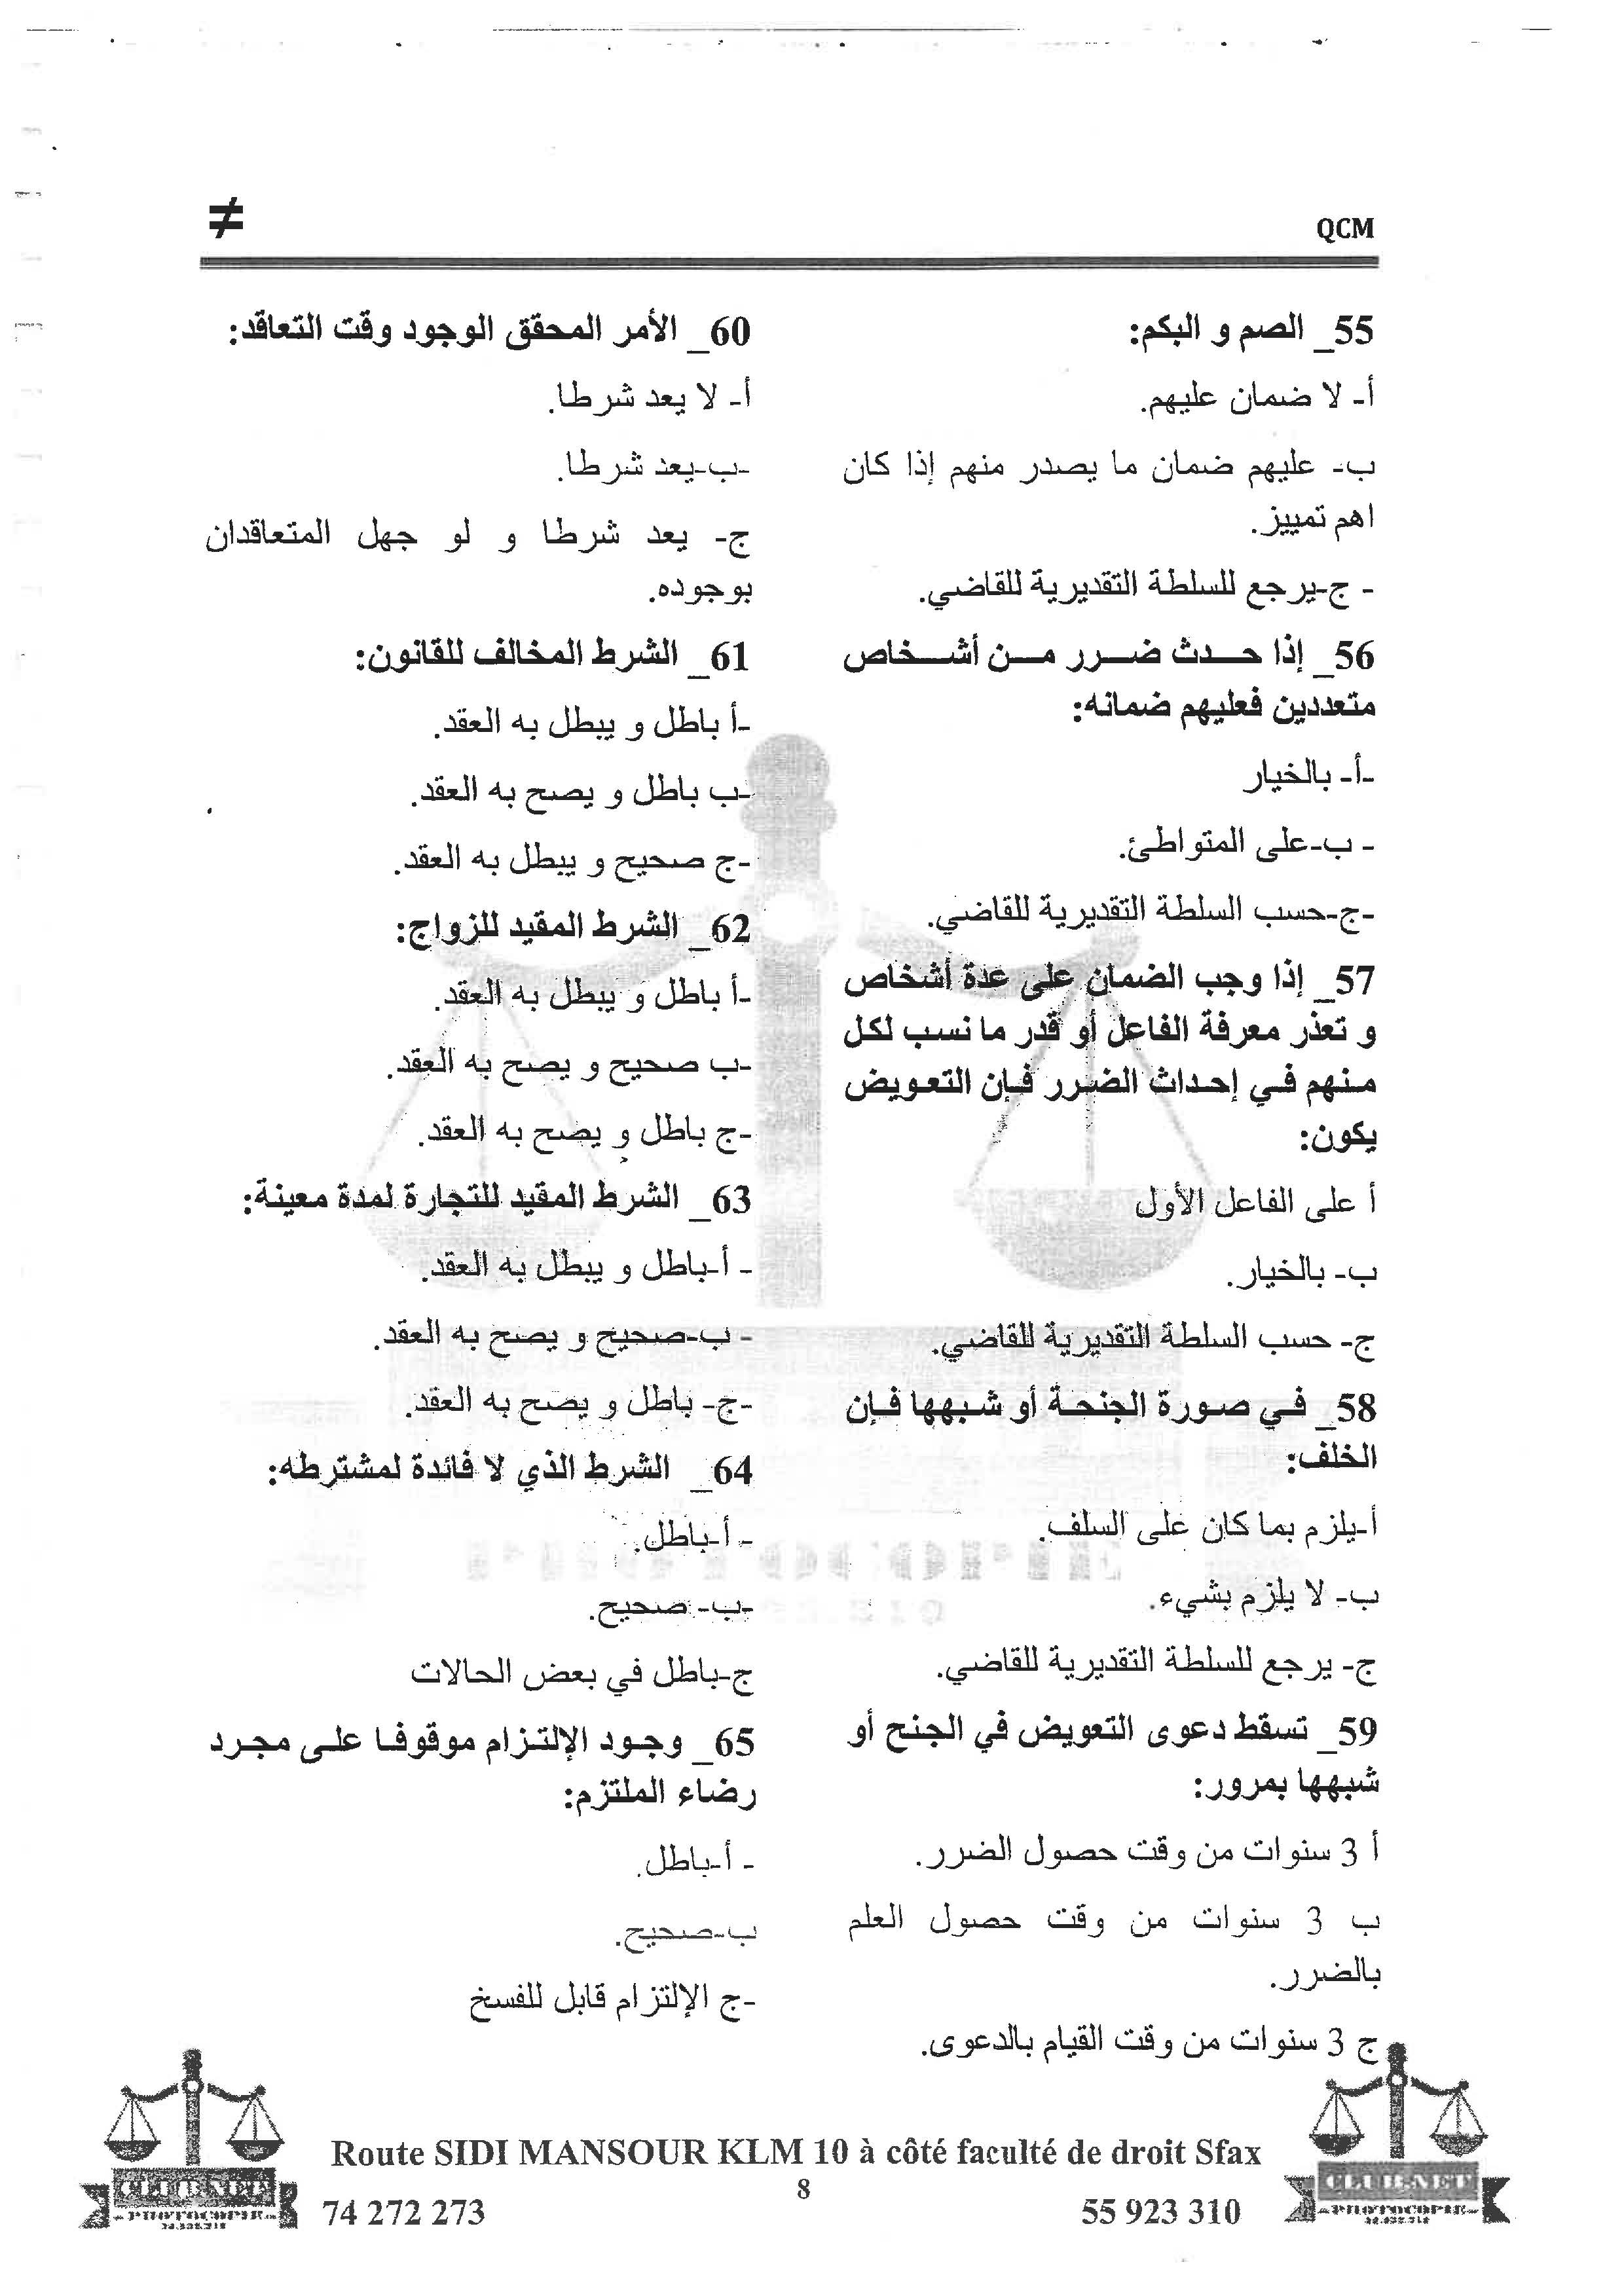 ≠
QCM
55_ الصم و البكم:
أ- لا ضمان عليهم.
ب- عليهم ضمان ما يصدر منهم إذا كان
اهم تمييز.
- ج-يرجع للسلطة التقديرية للقاضي.
56_ إذا حدث ضرر من أشخاص
متعددين فعليهم ضمانه:
-أ- بالخيار
- ب-على المتواطئ.
-ج-حسب السلطة التقديرية للقاضي.
57_ إذا وجب الضمان على عدة أشخاص
و تعذر معرفة الفاعل أو قدر ما نسب لكل
منهم في إحداث الضرر فإن التعويض
يكون:
أ على الفاعل الأول
ب- بالخيار.
ج- حسب السلطة التقديرية للقاضي.
58_ في صورة الجنحة أو شبهها فإن
الخلف:
أ-يلزم بما كان على السلف.
ب- لا يلزم بشيء.
ج- يرجع للسلطة التقديرية للقاضي.
59_ تسقط دعوى التعويض في الجنح أو
شبهها بمرور:
أ 3 سنوات من وقت حصول الضرر.
ب 3 سنوات من وقت حصول العلم
بالضرر.
ج 3 سنوات من وقت القيام بالدعوى.
60_ الأمر المحقق الوجود وقت التعاقد:
أ- لا يعد شرطا.
-ب-يعد شرطا.
ج- يعد شرطا و لو جهل المتعاقدان
بوجوده.
61_ الشرط المخالف للقانون:
-أ باطل و يبطل به العقد.
-ب باطل و يصح به العقد.
-ج صحيح و يبطل به العقد.
62_ الشرط المقيد للزواج:
-أ باطل و يبطل به العقد.
-ب صحيح و يصح به العقد.
-ج باطل و يصح به العقد.
63_ الشرط المقيد للتجارة لمدة معينة:
- أ-باطل و يبطل به العقد.
- ب-صحيح و يصح به العقد.
-ج- باطل و يصح به العقد.
64_ الشرط الذي لا فائدة لمشترطه:
- أ-باطل.
-ب- صحيح.
ج-باطل في بعض الحالات
65_ وجود الإلتزام موقوفا على مجرد
رضاء الملتزم:
- أ-باطل.
ب-صحيح.
-ج الإلتزام قابل للفسخ
Route SIDI MANSOUR KLM 10 à côté faculté de droit Sfax
8
74 272 273
55 923 310
CLUB.NET
-PHOTOCOPIE-
CLUB.NET
-PHOTOCOPIE-